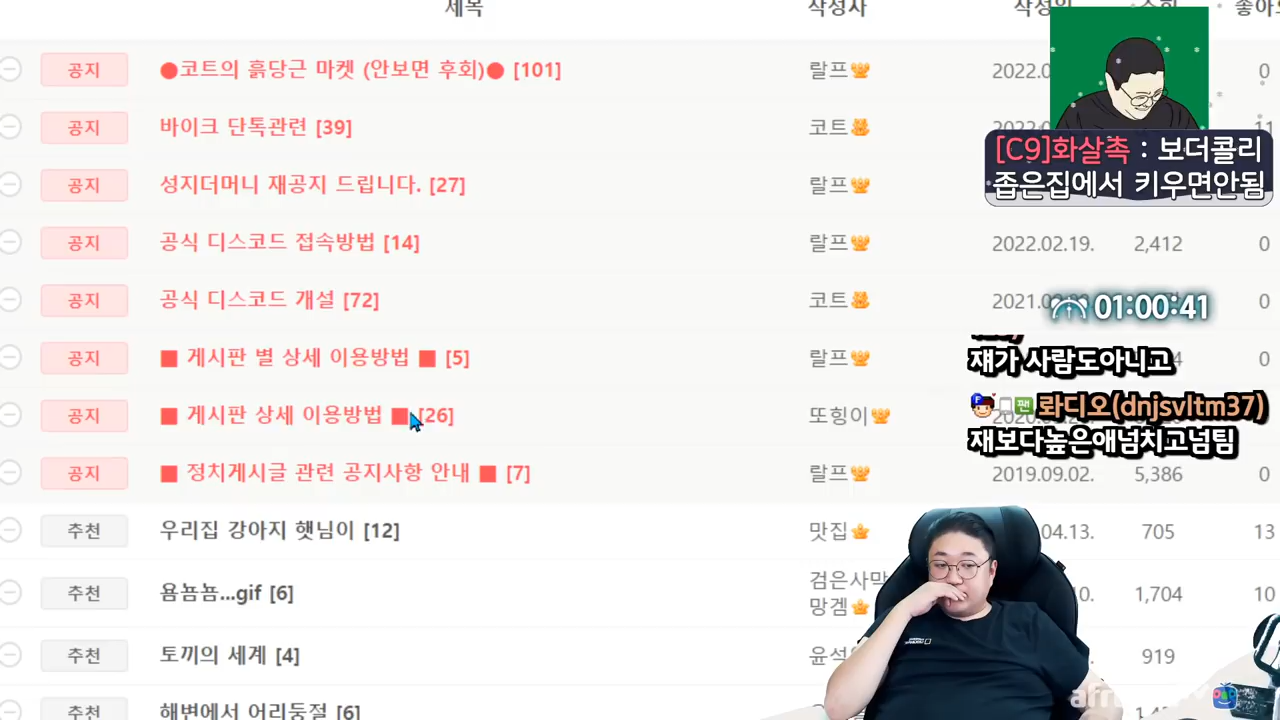 제목 작성자 작성일 조회 좋아
공지 ●코트의 흙당근 마켓 (안보면 후회)● [101] 랄프 2022.0 0
공지 바이크 단톡관련 [39] 코트 2022 11
[C9]화살촉 : 보더콜리
좁은집에서 키우면안됨
공지 성지더머니 재공지 드립니다. [27] 랄프
공지 공식 디스코드 접속방법 [14] 랄프 2022.02.19. 2,412 0
공지 공식 디스코드 개설 [72] 코트 2021.0 0
01:00:41
공지 ■ 게시판 별 상세 이용방법 ■ [5] 랄프 4 0
쟤가 사람도아니고
공지 ■ 게시판 상세 이용방법 ■ [26] 또힝이
F 팬 롸디오(dnjsvltm37)
재보다높은애넘치고넘팀
공지 ■ 정치게시글 관련 공지사항 안내 ■ [7] 랄프 2019.09.02. 5,386 0
추천 우리집 강아지 햇님이 [12] 맛집 04.13. 705 13
추천 욤뇸뇸...gif [6] 검은사막 망겜 0. 1,704 10
추천 토끼의 세계 [4] 윤석 919
추천 해변에서 어리둥절 [6]